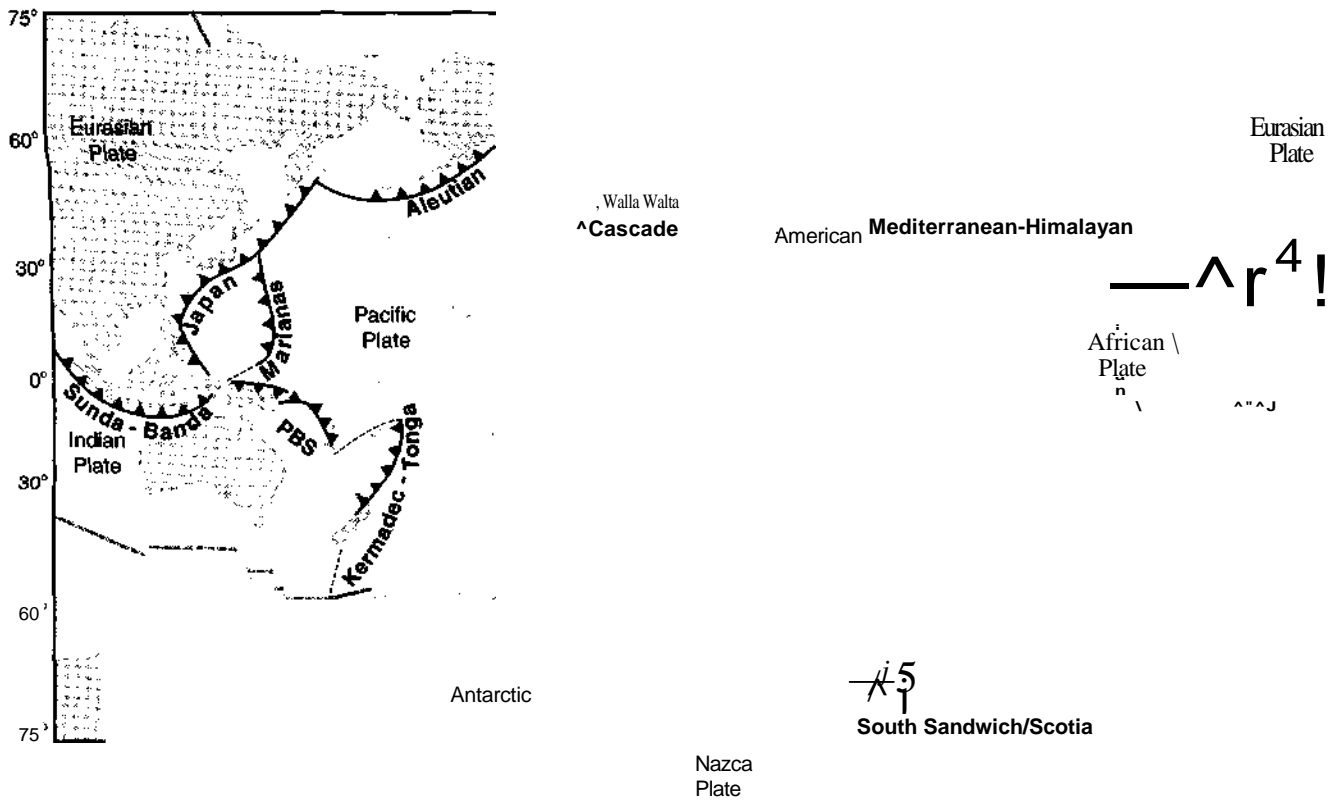 75°
60°
30°
0°
30°
60
75
Eurasian
Plate
Aleutian
Japan
Marianas
Pacific
Plate
Sunda - Banda
Indian
Plate
PBS
Kermadec - Tonga
, Walla Walta
^Cascade
American
Mediterranean-Himalayan
Eurasian
Plate
—^r⁴!
African \
Plate
Antarctic
South Sandwich/Scotia
Nazca
Plate